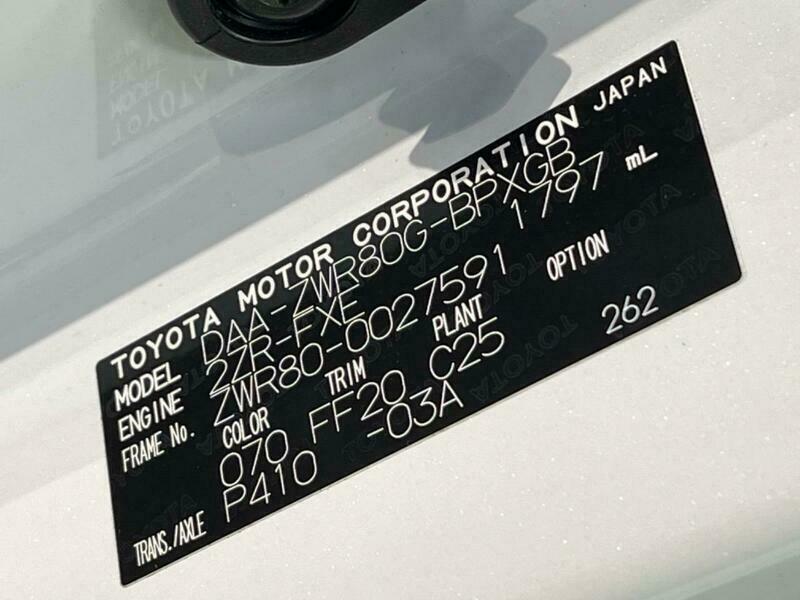 TOYOTA MOTOR CORPORATION JAPAN
MODEL DAA-ZWR80G-BPXGB
ENGINE 2ZR-FXE 1797 mL
FRAME No. ZWR80-0027591
COLOR TRIM PLANT OPTION
070 FF20 C25 262
TRANS./AXLE P410 -03A